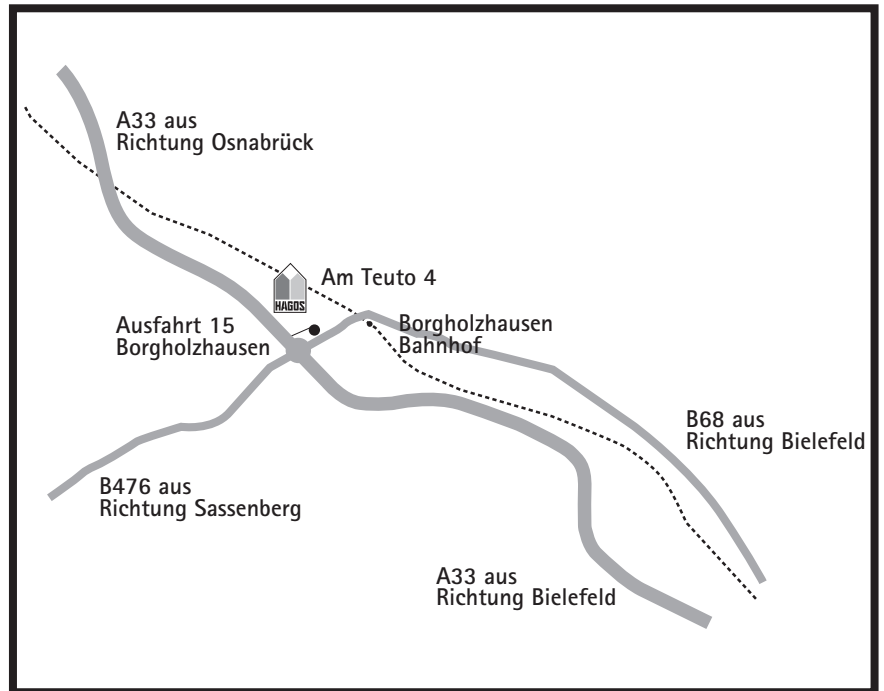 A33 aus
Richtung Osnabrück
Am Teuto 4
HAGOS
Ausfahrt 15
Borgholzhausen
Borgholzhausen
Bahnhof
B68 aus
Richtung Bielefeld
B476 aus
Richtung Sassenberg
A33 aus
Richtung Bielefeld